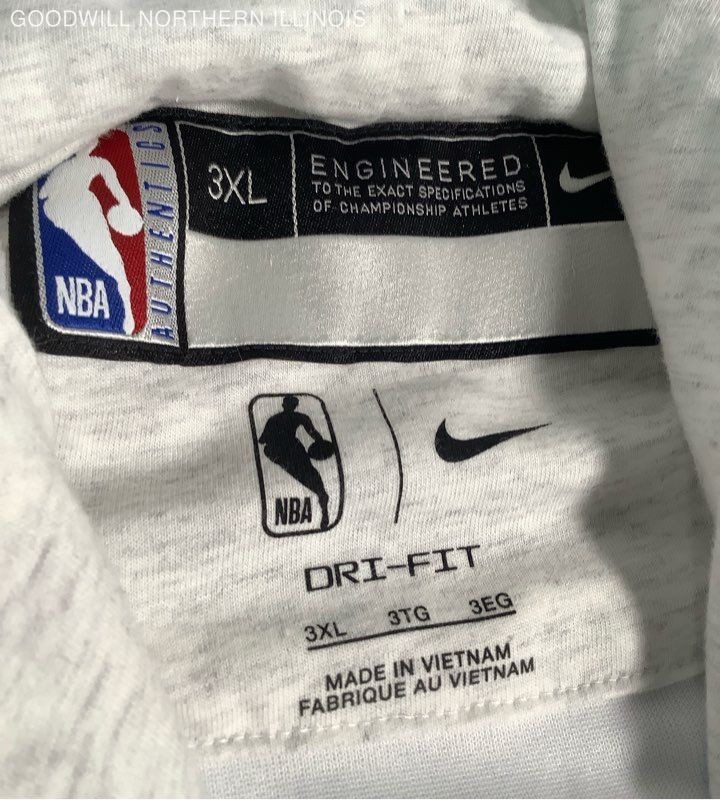 GOODWILL NORTHERN ILLINOIS
NBA
AUTHENTICS
3XL
ENGINEERED
TO THE EXACT SPECIFICATIONS
OF CHAMPIONSHIP ATHLETES
NBA
DRI-FIT
3XL 3TG 3EG
MADE IN VIETNAM
FABRIQUE AU VIETNAM